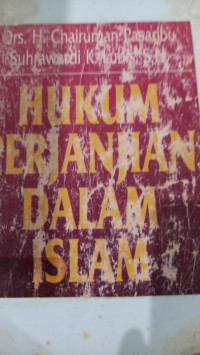 Drs. H. Chairuman Pasaribu
Suhrawardi K. Lubis, S.H.
HUKUM
PERJANJIAN
DALAM
ISLAM